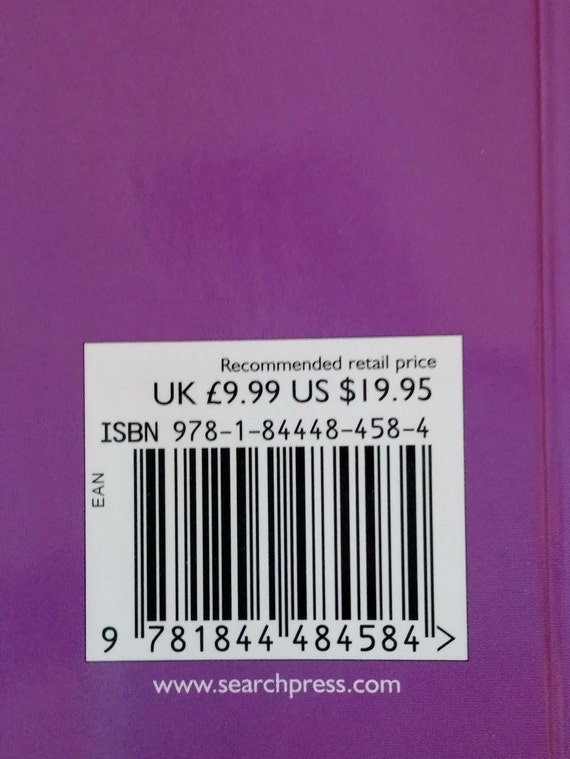 Recommended retail price
UK £9.99 US $19.95
ISBN 978-1-84448-458-4
EAN
9 781844 484584 >
www.searchpress.com